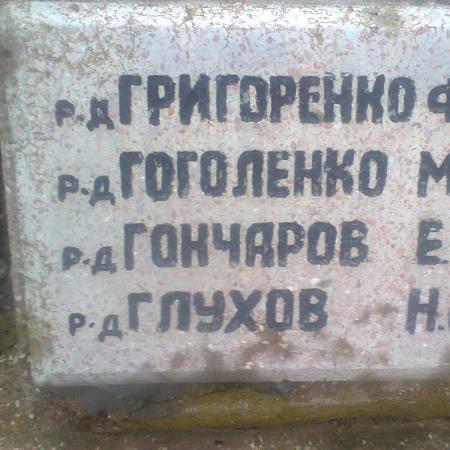 р.д ГРИГОРЕНКО Ф
р.д ГОГОЛЕНКО М
р.д ГОНЧАРОВ Е.
р.д ГЛУХОВ Н.